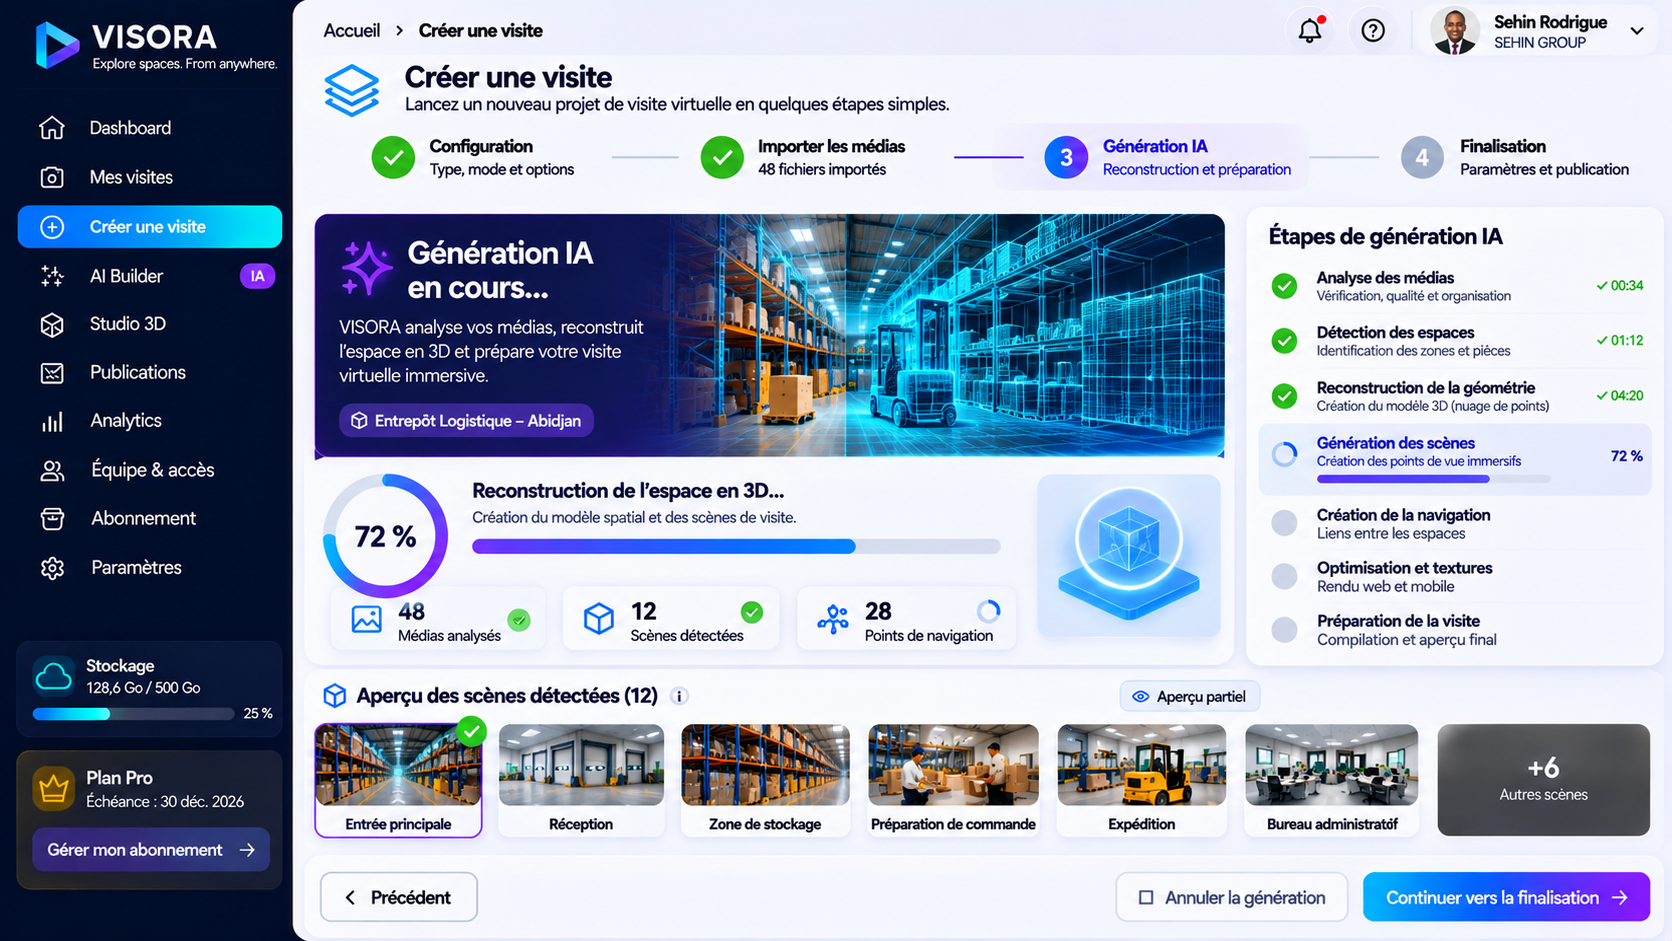 VISORA
Explore spaces. From anywhere.
Dashboard
Mes visites
Créer une visite
AI Builder
IA
Studio 3D
Publications
Analytics
Équipe & accès
Abonnement
Paramètres
Stockage
128,6 Go / 500 Go
25 %
Plan Pro
Échéance : 30 déc. 2026
Gérer mon abonnement
Accueil > Créer une visite
Sehin Rodrigue
SEHIN GROUP
Créer une visite
Lancez un nouveau projet de visite virtuelle en quelques étapes simples.
Configuration
Type, mode et options
Importer les médias
48 fichiers importés
3
Génération IA
Reconstruction et préparation
4
Finalisation
Paramètres et publication
Génération IA
en cours...
VISORA analyse vos médias, reconstruit
l'espace en 3D et prépare votre visite
virtuelle immersive.
Entrepôt Logistique – Abidjan
72 %
Reconstruction de l'espace en 3D...
Création du modèle spatial et des scènes de visite.
48
Médias analysés
12
Scènes détectées
28
Points de navigation
Étapes de génération IA
Analyse des médias
Vérification, qualité et organisation
00:34
Détection des espaces
Identification des zones et pièces
01:12
Reconstruction de la géométrie
Création du modèle 3D (nuage de points)
04:20
Génération des scènes
Création des points de vue immersifs
72 %
Création de la navigation
Liens entre les espaces
Optimisation et textures
Rendu web et mobile
Préparation de la visite
Compilation et aperçu final
Aperçu des scènes détectées (12)
Aperçu partiel
Entrée principale
Réception
Zone de stockage
Préparation de commande
Expédition
Bureau administratif
+6
Autres scènes
Précédent
Annuler la génération
Continuer vers la finalisation